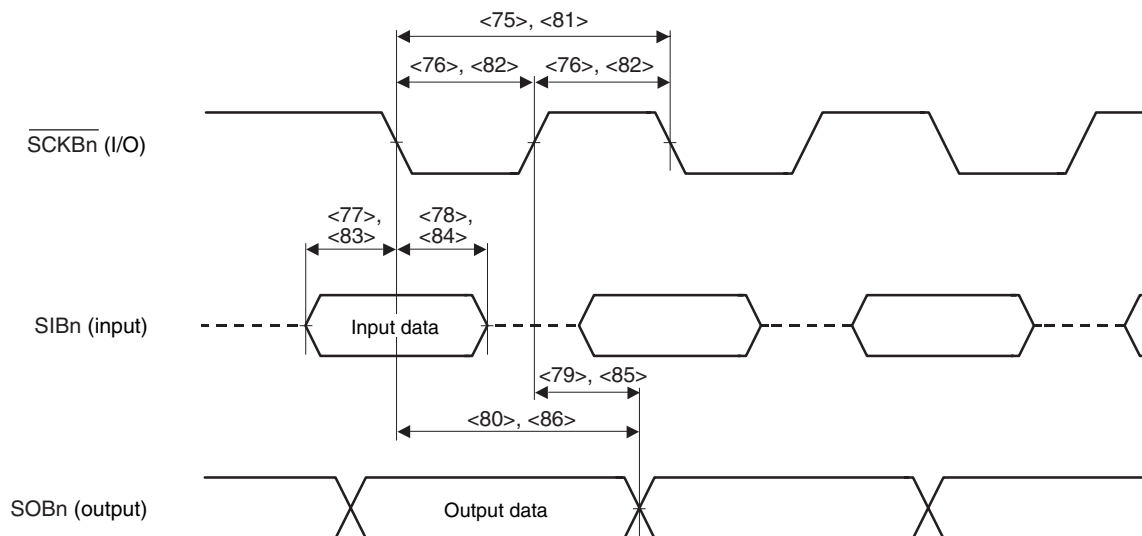 <75>, <81>
<76>, <82> <76>, <82>
SCKBn (I/O)
<77>, <78>,
<83> <84>
SIBn (input)
Input data
<79>, <85>
<80>, <86>
SOBn (output)
Output data